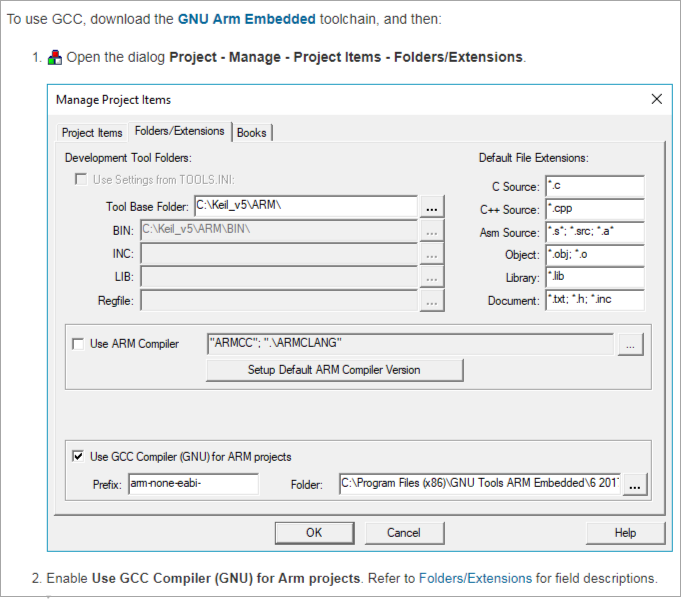 To use GCC, download the GNU Arm Embedded toolchain, and then:
1. Open the dialog Project - Manage - Project Items - Folders/Extensions.
Manage Project Items
Project Items Folders/Extensions Books
Development Tool Folders:
Use Settings from TOOLS.INI:
Tool Base Folder: C:\Keil_v5\ARM\ ...
BIN: C:\Keil_v5\ARM\BIN\ ...
INC: ...
LIB: ...
Regfile: ...
Default File Extensions:
C Source: *.c
C++ Source: *.cpp
Asm Source: *.s*; *.src; *.a*
Object: *.obj; *.o
Library: *.lib
Document: *.txt; *.h; *.inc
Use ARM Compiler "ARMCC"; ".\ARMCLANG" ...
Setup Default ARM Compiler Version
Use GCC Compiler (GNU) for ARM projects
Prefix: arm-none-eabi- Folder: C:\Program Files (x86)\GNU Tools ARM Embedded\6 201 ...
OK Cancel Help
2. Enable Use GCC Compiler (GNU) for Arm projects. Refer to Folders/Extensions for field descriptions.